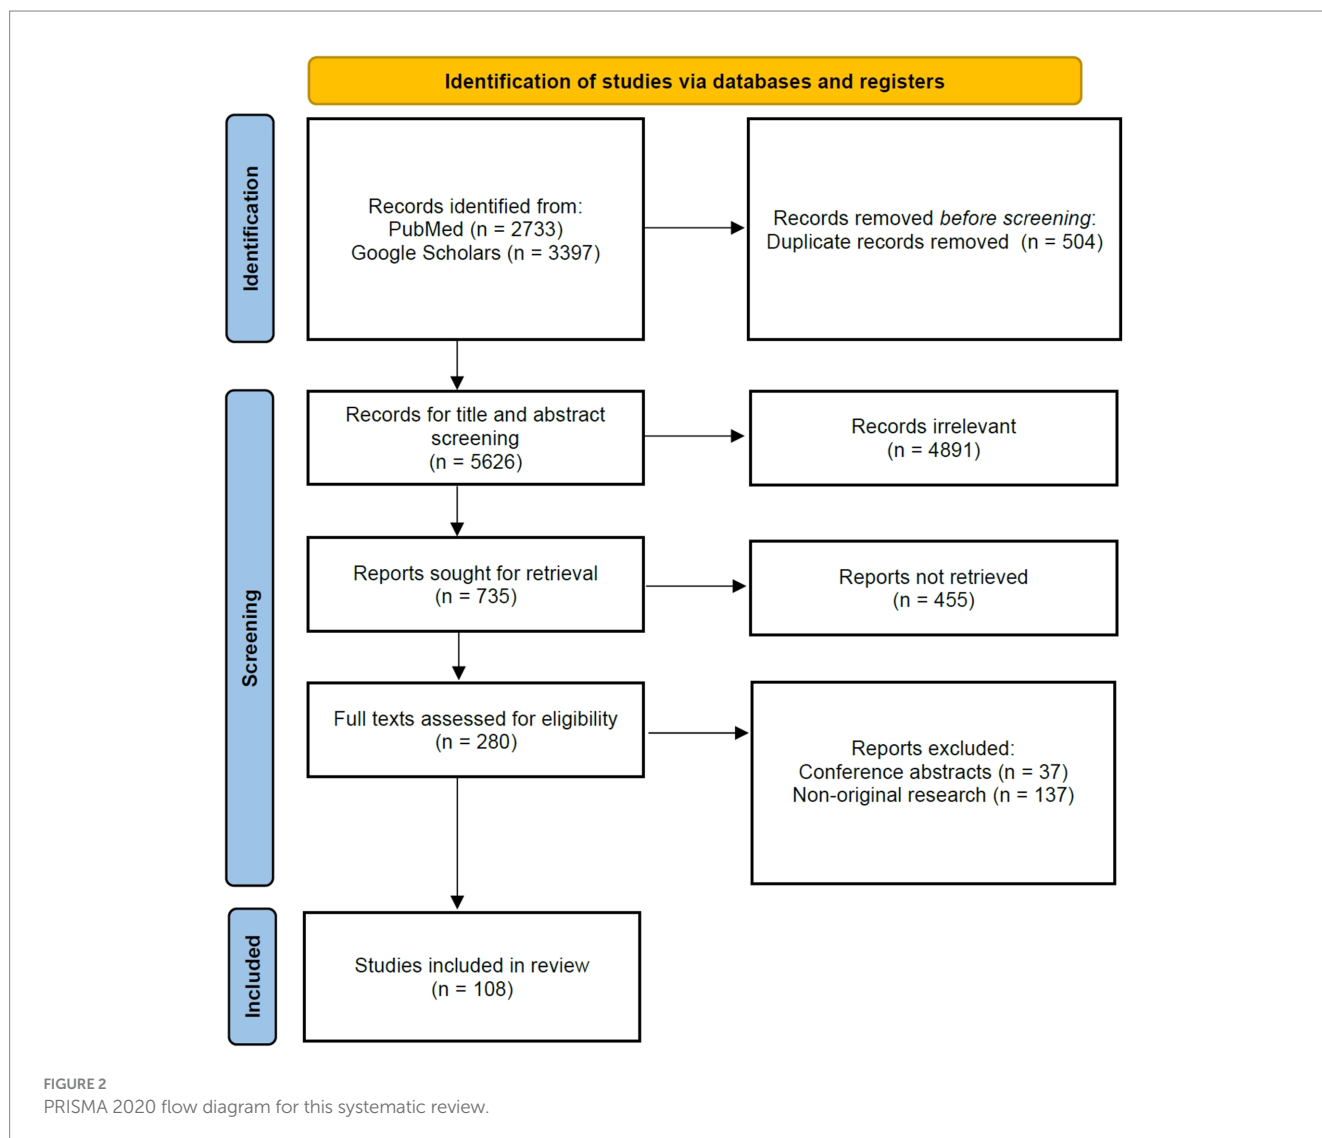 Identification of studies via databases and registers
Identification
Records identified from:
PubMed (n = 2733)
Google Scholars (n = 3397)
Records removed before screening:
Duplicate records removed (n = 504)
Screening
Records for title and abstract
screening
(n = 5626)
Records irrelevant
(n = 4891)
Reports sought for retrieval
(n = 735)
Reports not retrieved
(n = 455)
Full texts assessed for eligibility
(n = 280)
Reports excluded:
Conference abstracts (n = 37)
Non-original research (n = 137)
Included
Studies included in review
(n = 108)
FIGURE 2
PRISMA 2020 flow diagram for this systematic review.